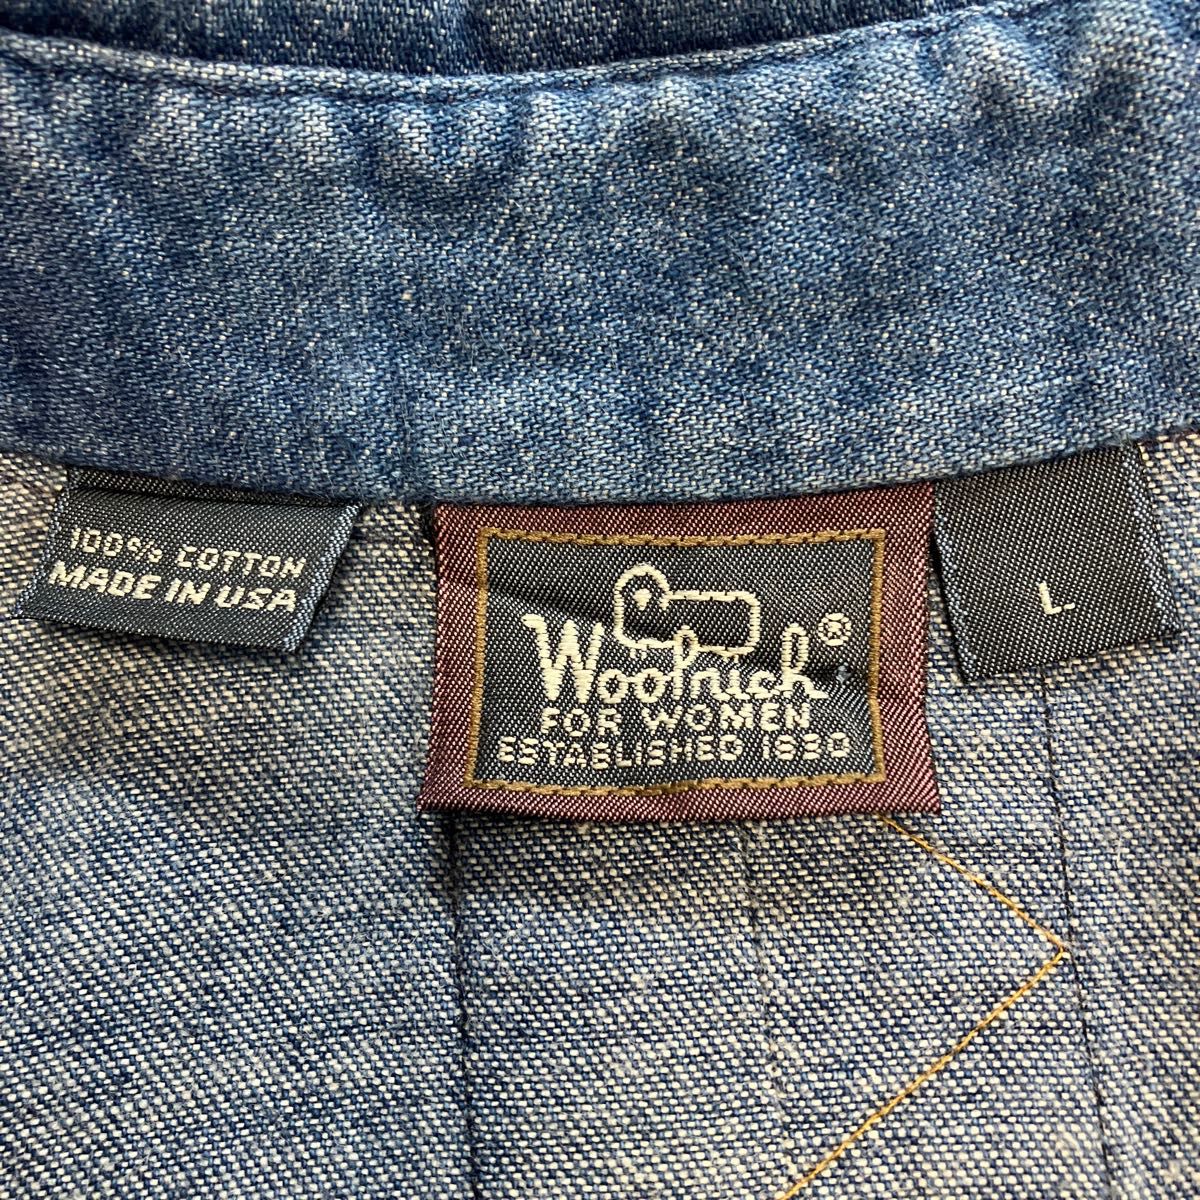 100% COTTON
MADE IN USA
Woolrich®
FOR WOMEN
ESTABLISHED 1830
L